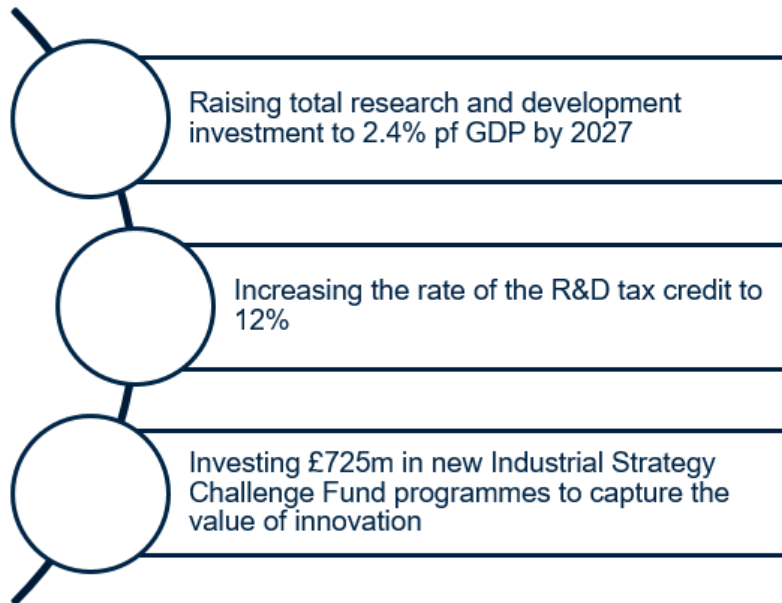 Raising total research and development
investment to 2.4% pf GDP by 2027
Increasing the rate of the R&D tax credit to
12%
Investing £725m in new Industrial Strategy
Challenge Fund programmes to capture the
value of innovation